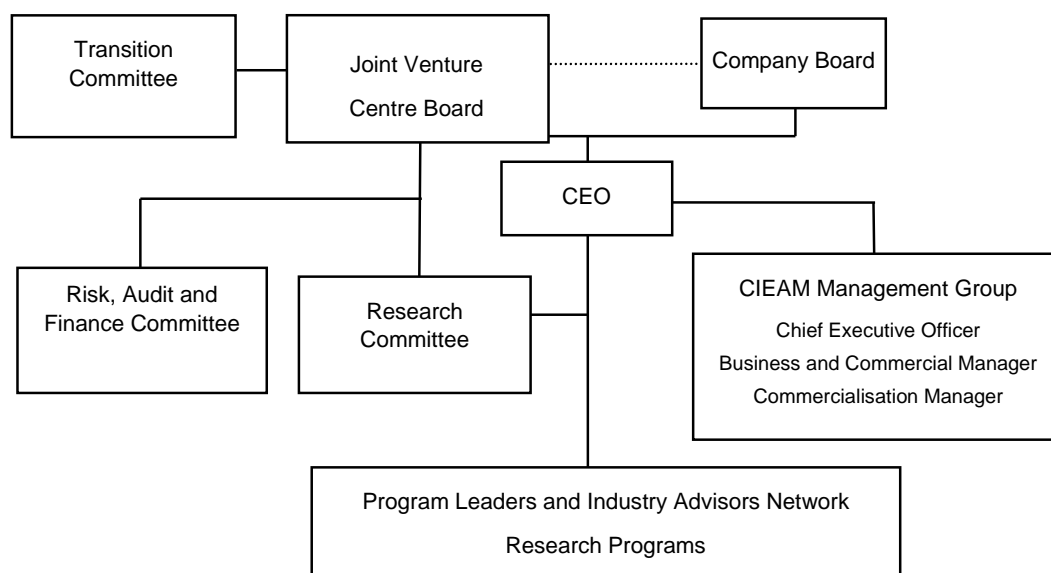 Transition
Committee
Joint Venture
Centre Board
Company Board
CEO
Risk, Audit and
Finance Committee
Research
Committee
CIEAM Management Group
Chief Executive Officer
Business and Commercial Manager
Commercialisation Manager
Program Leaders and Industry Advisors Network
Research Programs